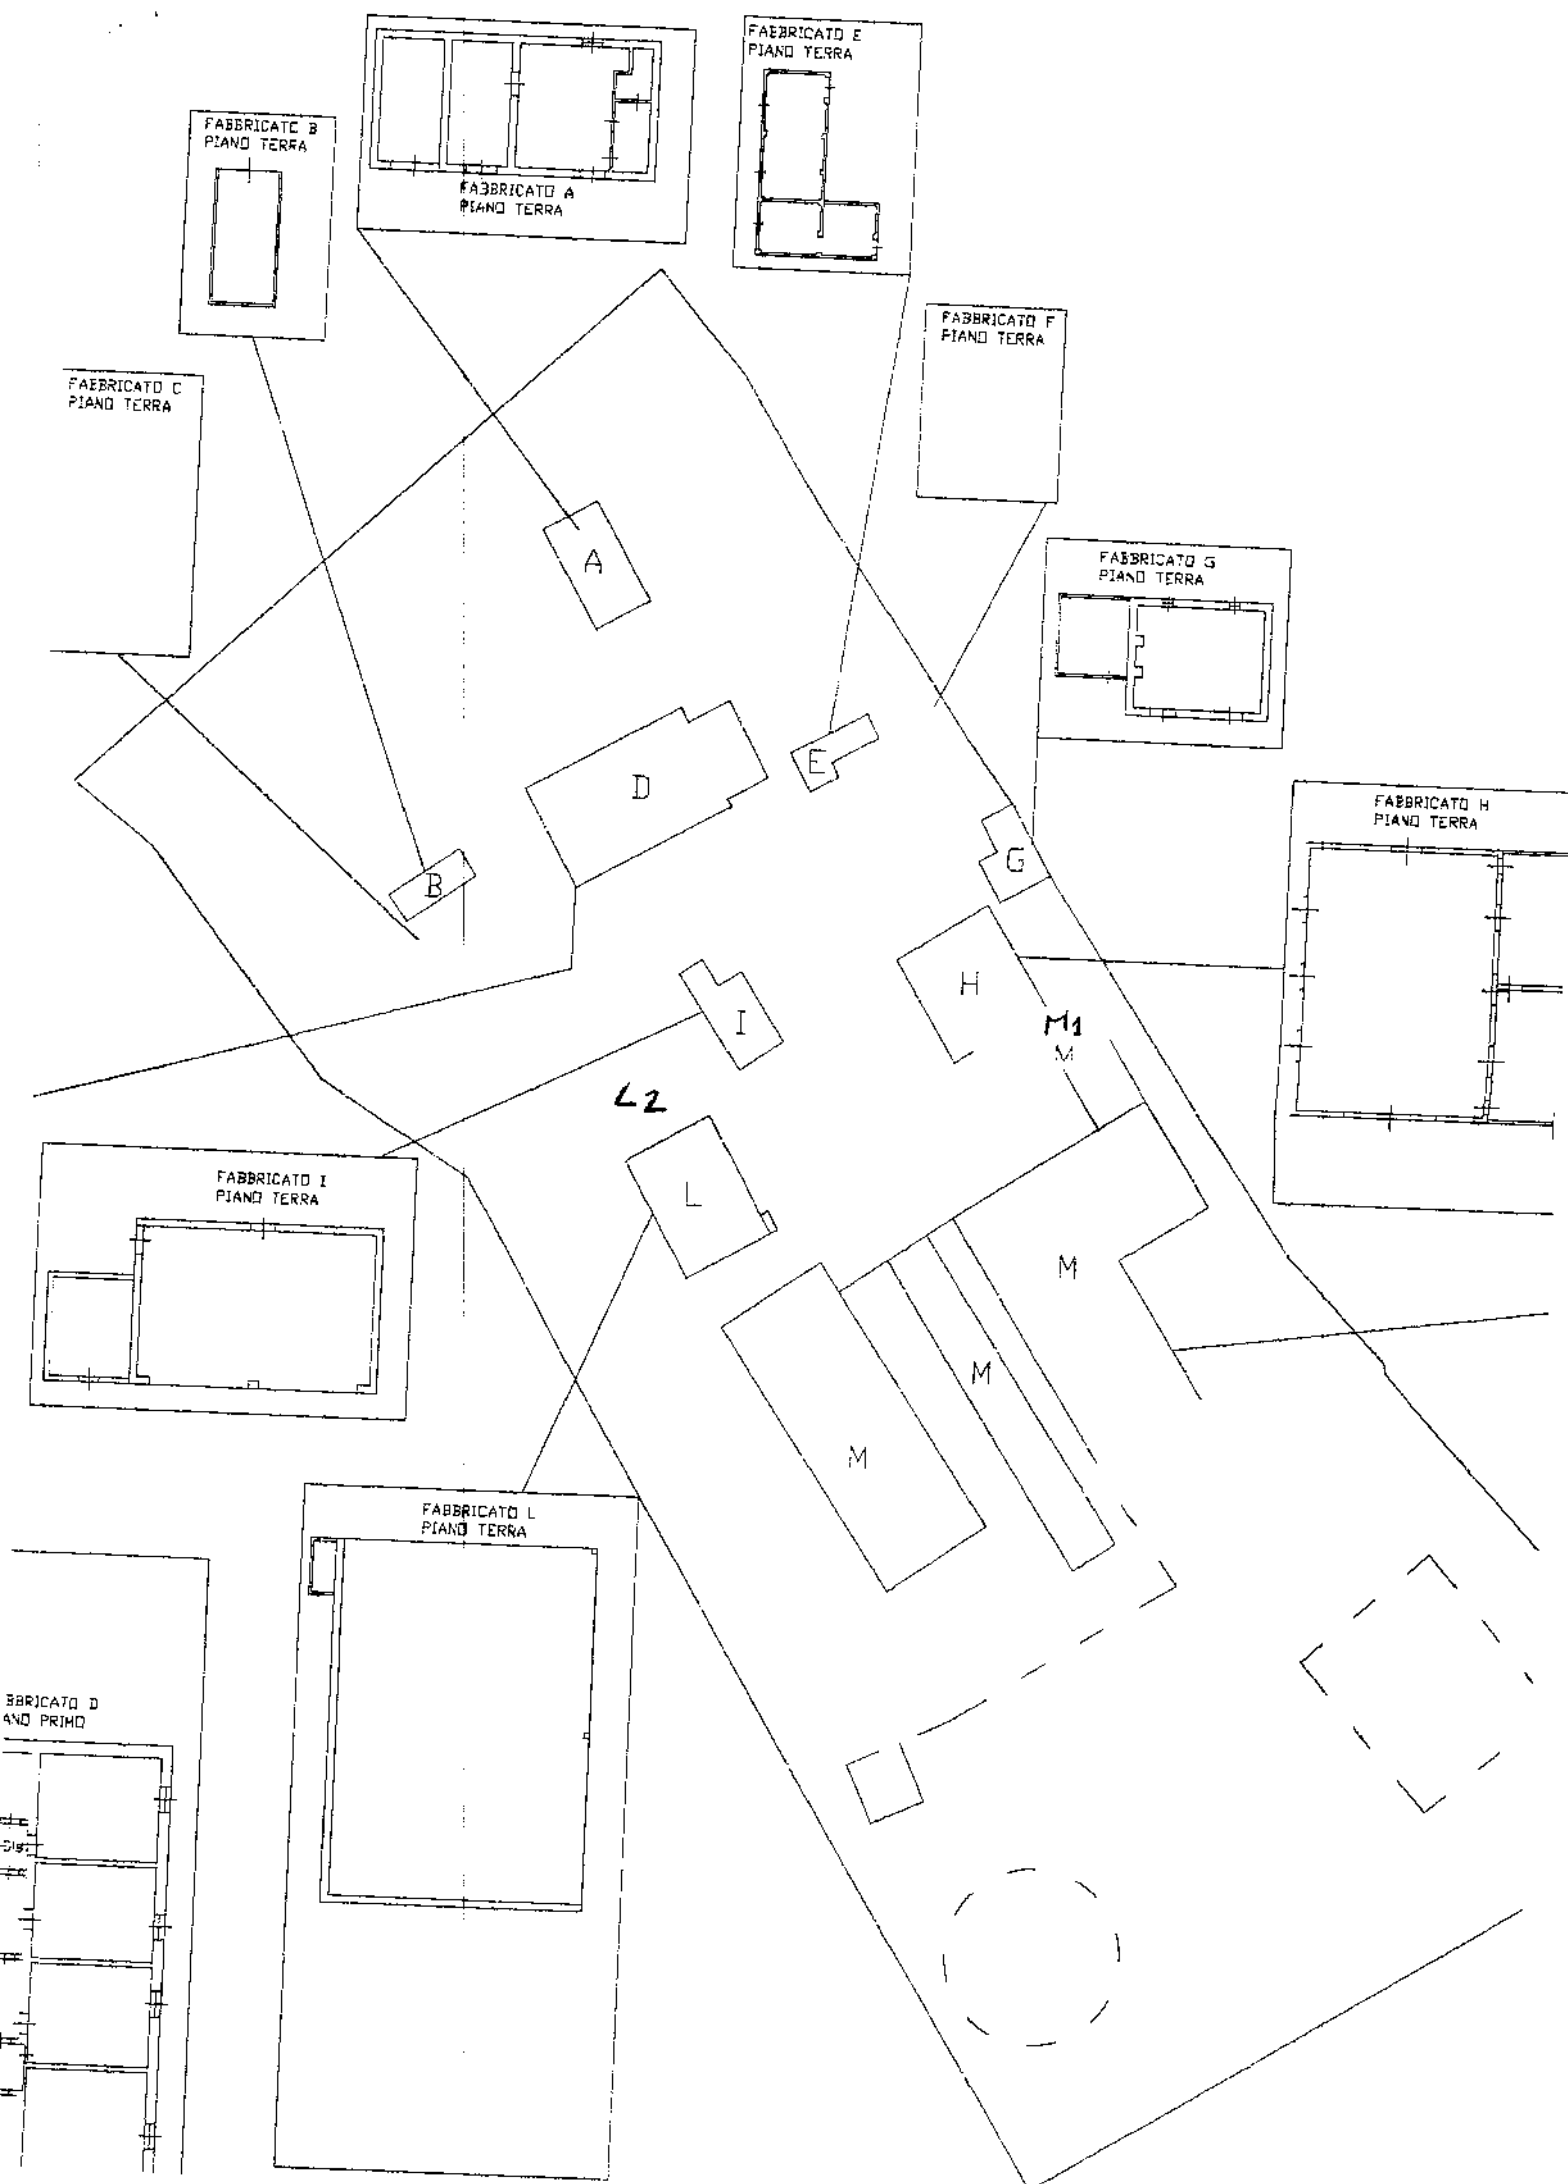 FABBRICATO E
PIANO TERRA
FABBRICATO B
PIANO TERRA
FABBRICATO A
PIANO TERRA
FABBRICATO F
PIANO TERRA
FABBRICATO C
PIANO TERRA
FABBRICATO G
PIANO TERRA
A
E
D
FABBRICATO H
PIANO TERRA
G
B
H
I
M1
M
L2
FABBRICATO I
PIANO TERRA
L
M
M
M
FABBRICATO L
PIANO TERRA
BBRICATO D
ANO PRIMO